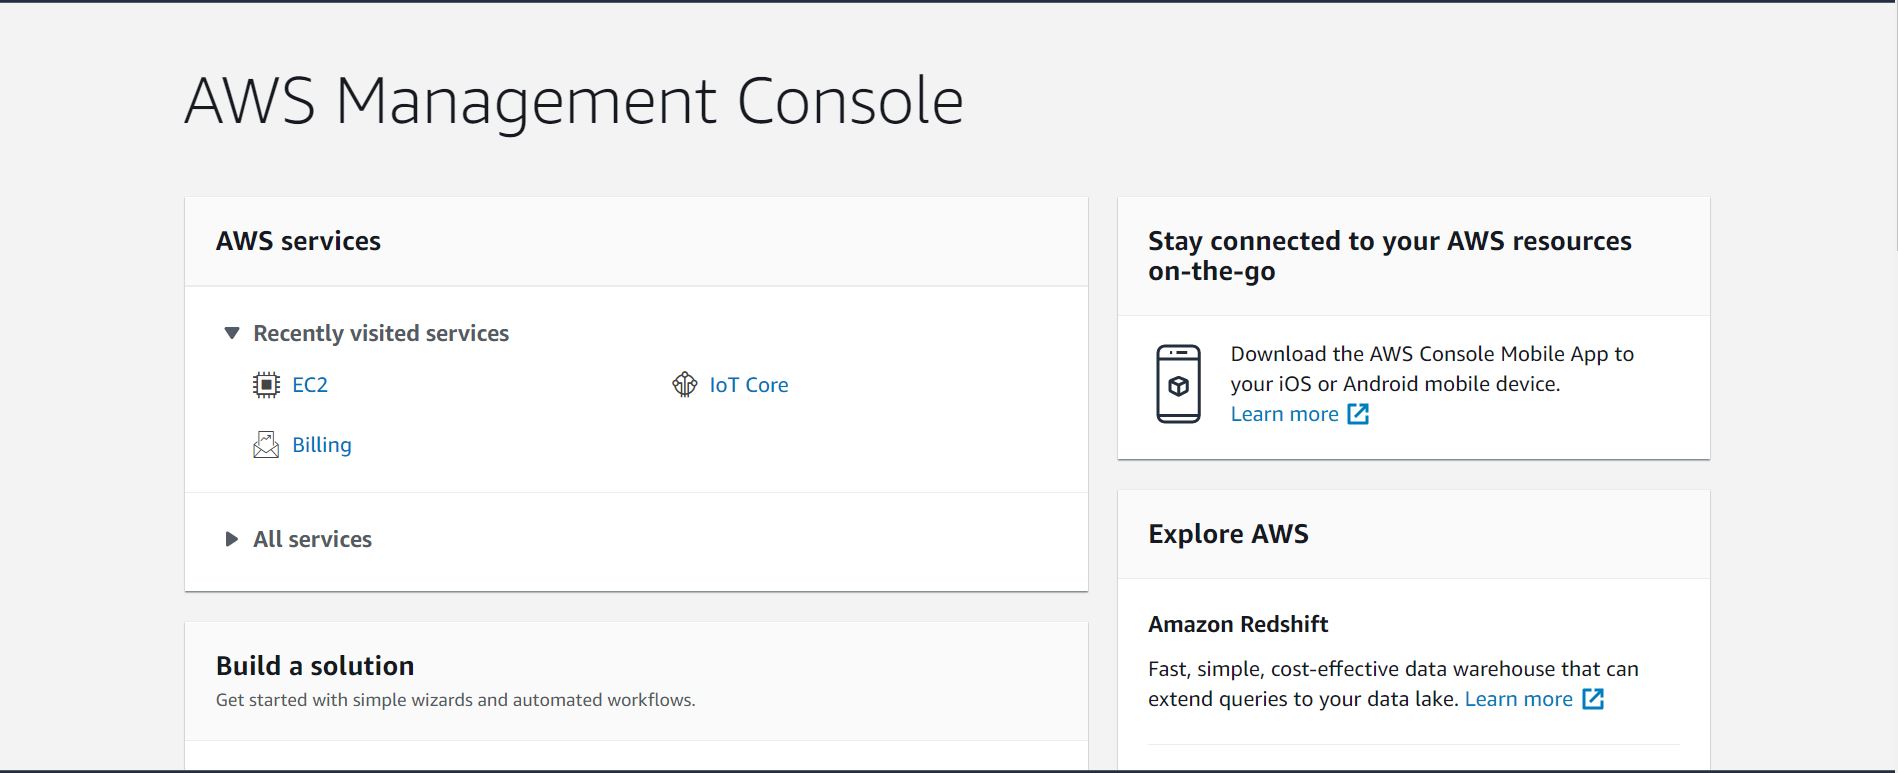 AWS Management Console
AWS services
Recently visited services
EC2
IoT Core
Billing
All services
Build a solution
Get started with simple wizards and automated workflows.
Stay connected to your AWS resources
on-the-go
Download the AWS Console Mobile App to
your iOS or Android mobile device.
Learn more
Explore AWS
Amazon Redshift
Fast, simple, cost-effective data warehouse that can
extend queries to your data lake. Learn more